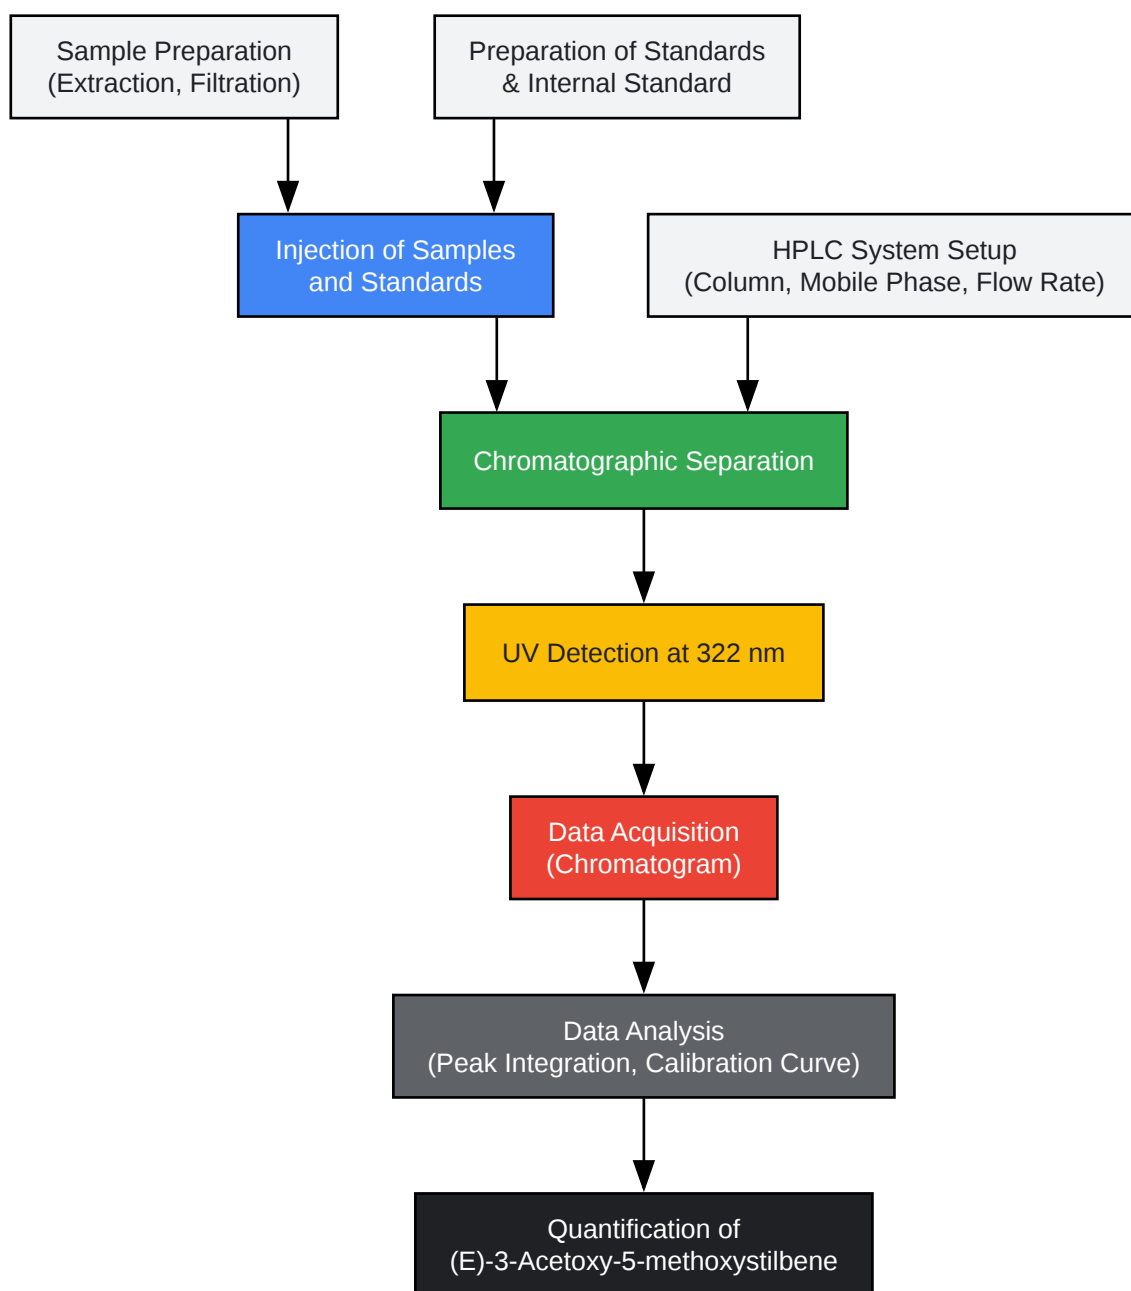 Sample Preparation
(Extraction, Filtration)
Preparation of Standards
& Internal Standard
Injection of Samples
and Standards
HPLC System Setup
(Column, Mobile Phase, Flow Rate)
Chromatographic Separation
UV Detection at 322 nm
Data Acquisition
(Chromatogram)
Data Analysis
(Peak Integration, Calibration Curve)
Quantification of
(E)-3-Acetoxy-5-methoxystilbene